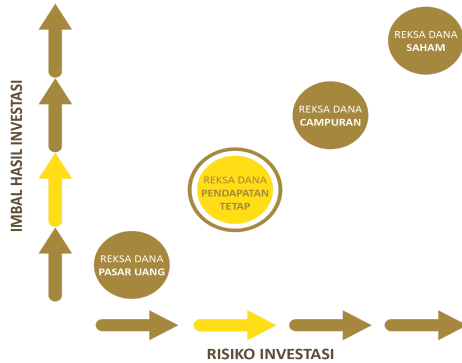 REKSA DANA
SAHAM
REKSA DANA
CAMPURAN
REKSA DANA
PENDAPATAN
TETAP
REKSA DANA
PASAR UANG
IMBAL HASIL INVESTASI
RISIKO INVESTASI